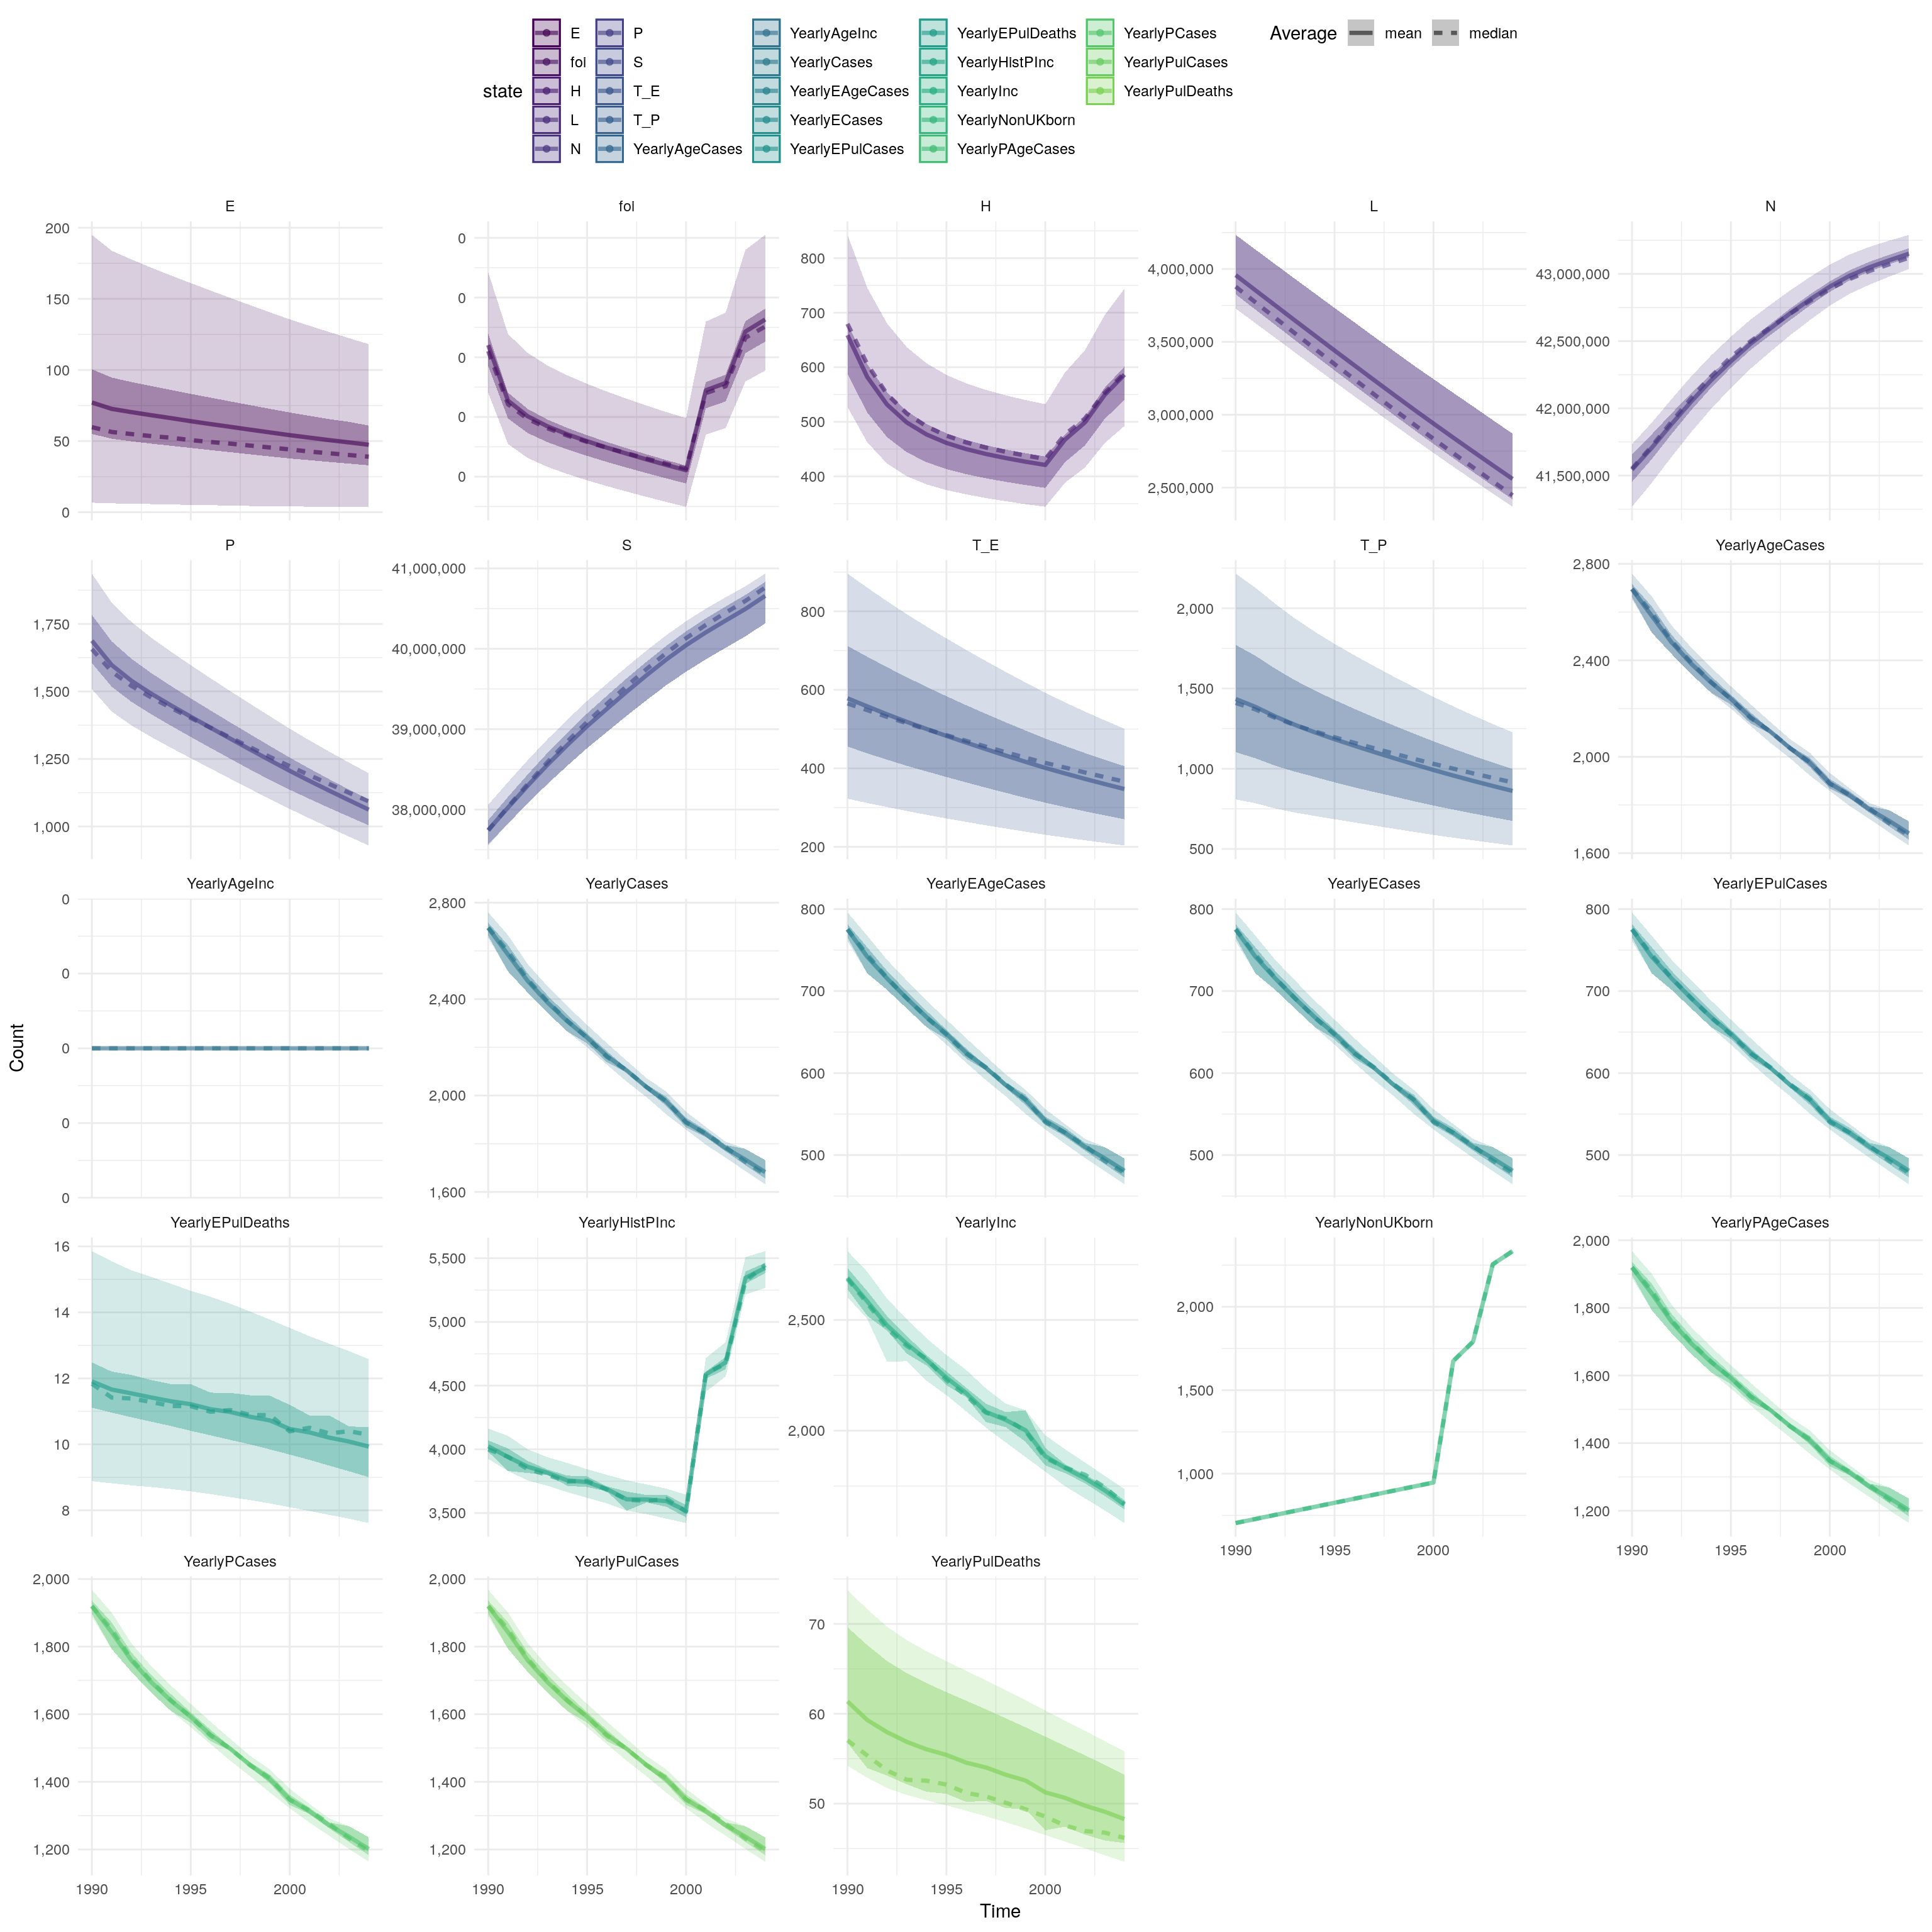 state
E
foi
H
L
N
P
S
T_E
T_P
YearlyAgeCases
YearlyAgeInc
YearlyCases
YearlyEAgeCases
YearlyECases
YearlyEPulCases
YearlyEPulDeaths
YearlyHistPInc
YearlyInc
YearlyNonUKborn
YearlyPAgeCases
YearlyPCases
YearlyPulCases
YearlyPulDeaths
Average
mean
median
E
200
150
100
50
0
foi
0
0
0
0
0
H
800
700
600
500
400
L
4,000,000
3,500,000
3,000,000
2,500,000
N
43,000,000
42,500,000
42,000,000
41,500,000
P
1,750
1,500
1,250
1,000
S
41,000,000
40,000,000
39,000,000
38,000,000
T_E
800
600
400
200
T_P
2,000
1,500
1,000
500
YearlyAgeCases
2,800
2,400
2,000
1,600
Count
YearlyAgeInc
0
0
0
0
0
YearlyCases
2,800
2,400
2,000
1,600
YearlyEAgeCases
800
700
600
500
YearlyECases
800
700
600
500
YearlyEPulCases
800
700
600
500
YearlyEPulDeaths
16
14
12
10
8
YearlyHistPInc
5,500
5,000
4,500
4,000
3,500
YearlyInc
2,500
2,000
YearlyNonUKborn
2,000
1,500
1,000
1990 1995 2000
YearlyPAgeCases
2,000
1,800
1,600
1,400
1,200
1990 1995 2000
YearlyPCases
2,000
1,800
1,600
1,400
1,200
1990 1995 2000
YearlyPulCases
2,000
1,800
1,600
1,400
1,200
1990 1995 2000
YearlyPulDeaths
70
60
50
1990 1995 2000
Time